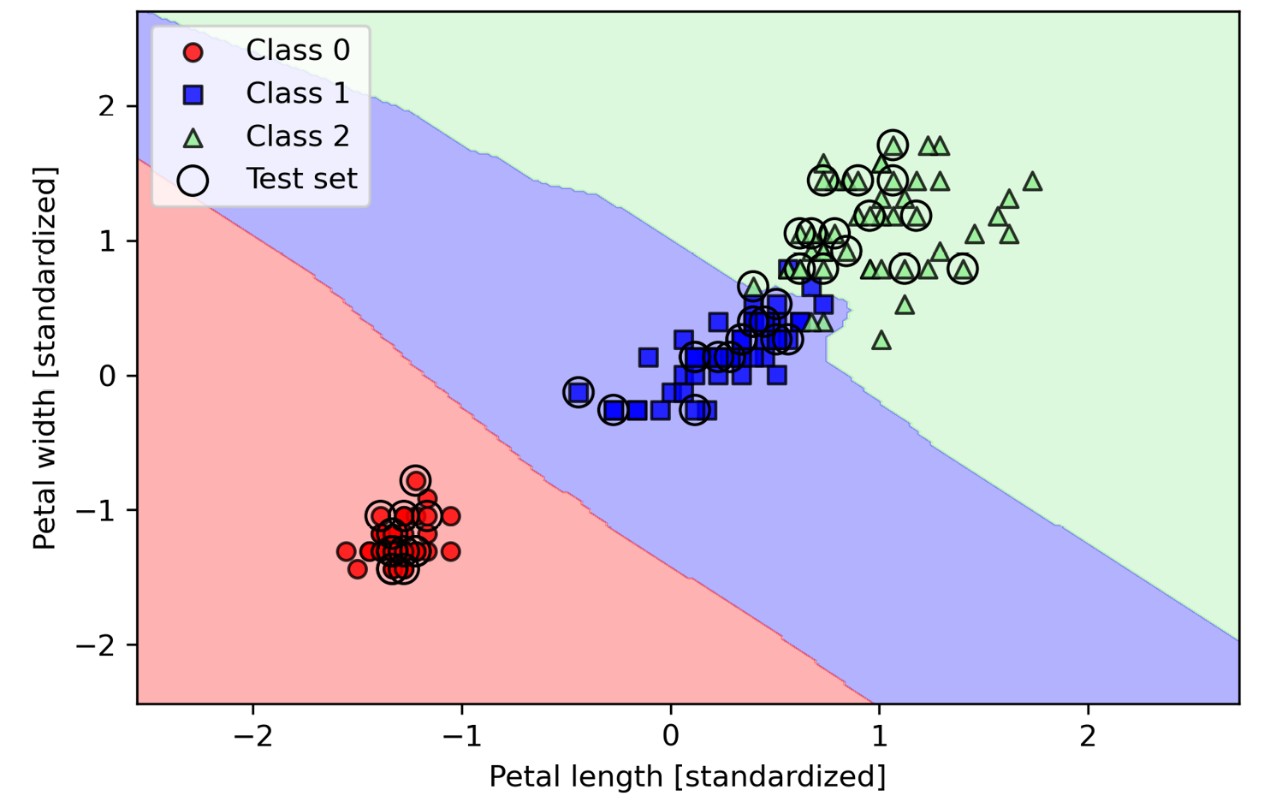 Class 0
Class 1
Class 2
Test set
2
1
0
−1
−2
Petal width [standardized]
−2
−1
0
1
2
Petal length [standardized]